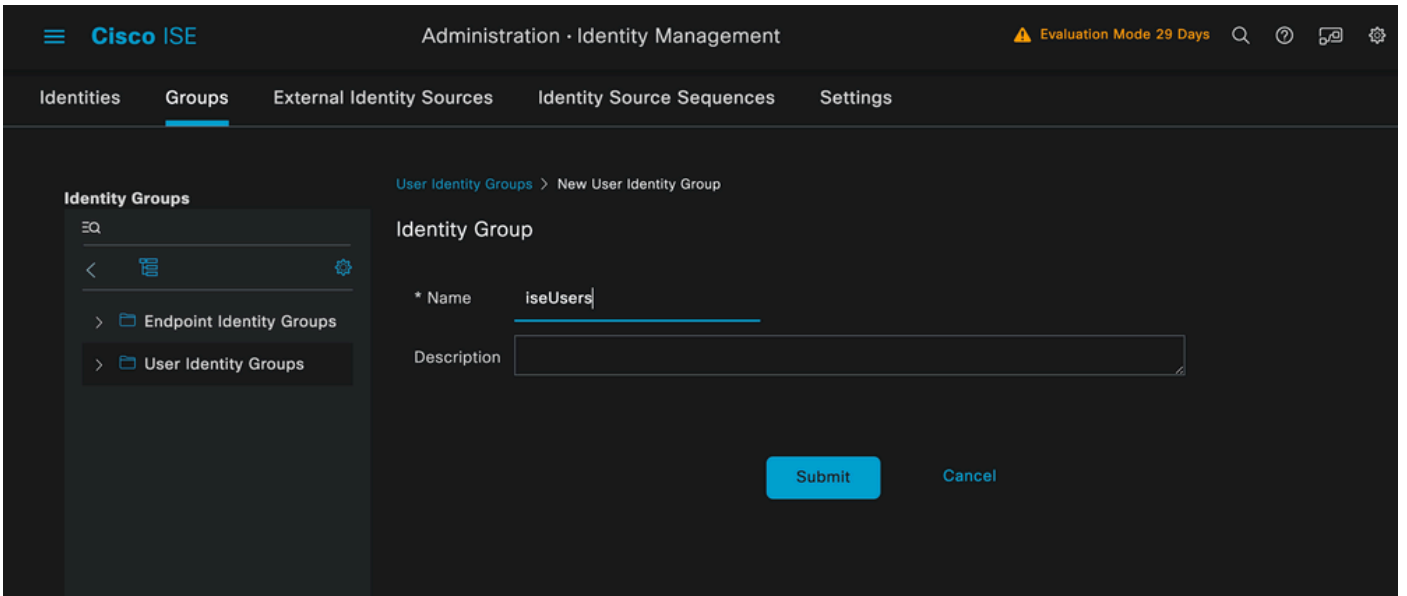 Cisco ISE
Administration · Identity Management
Evaluation Mode 29 Days
Identities Groups External Identity Sources Identity Source Sequences Settings
Identity Groups
Endpoint Identity Groups
User Identity Groups
User Identity Groups > New User Identity Group
Identity Group
* Name iseUsers
Description
Submit Cancel